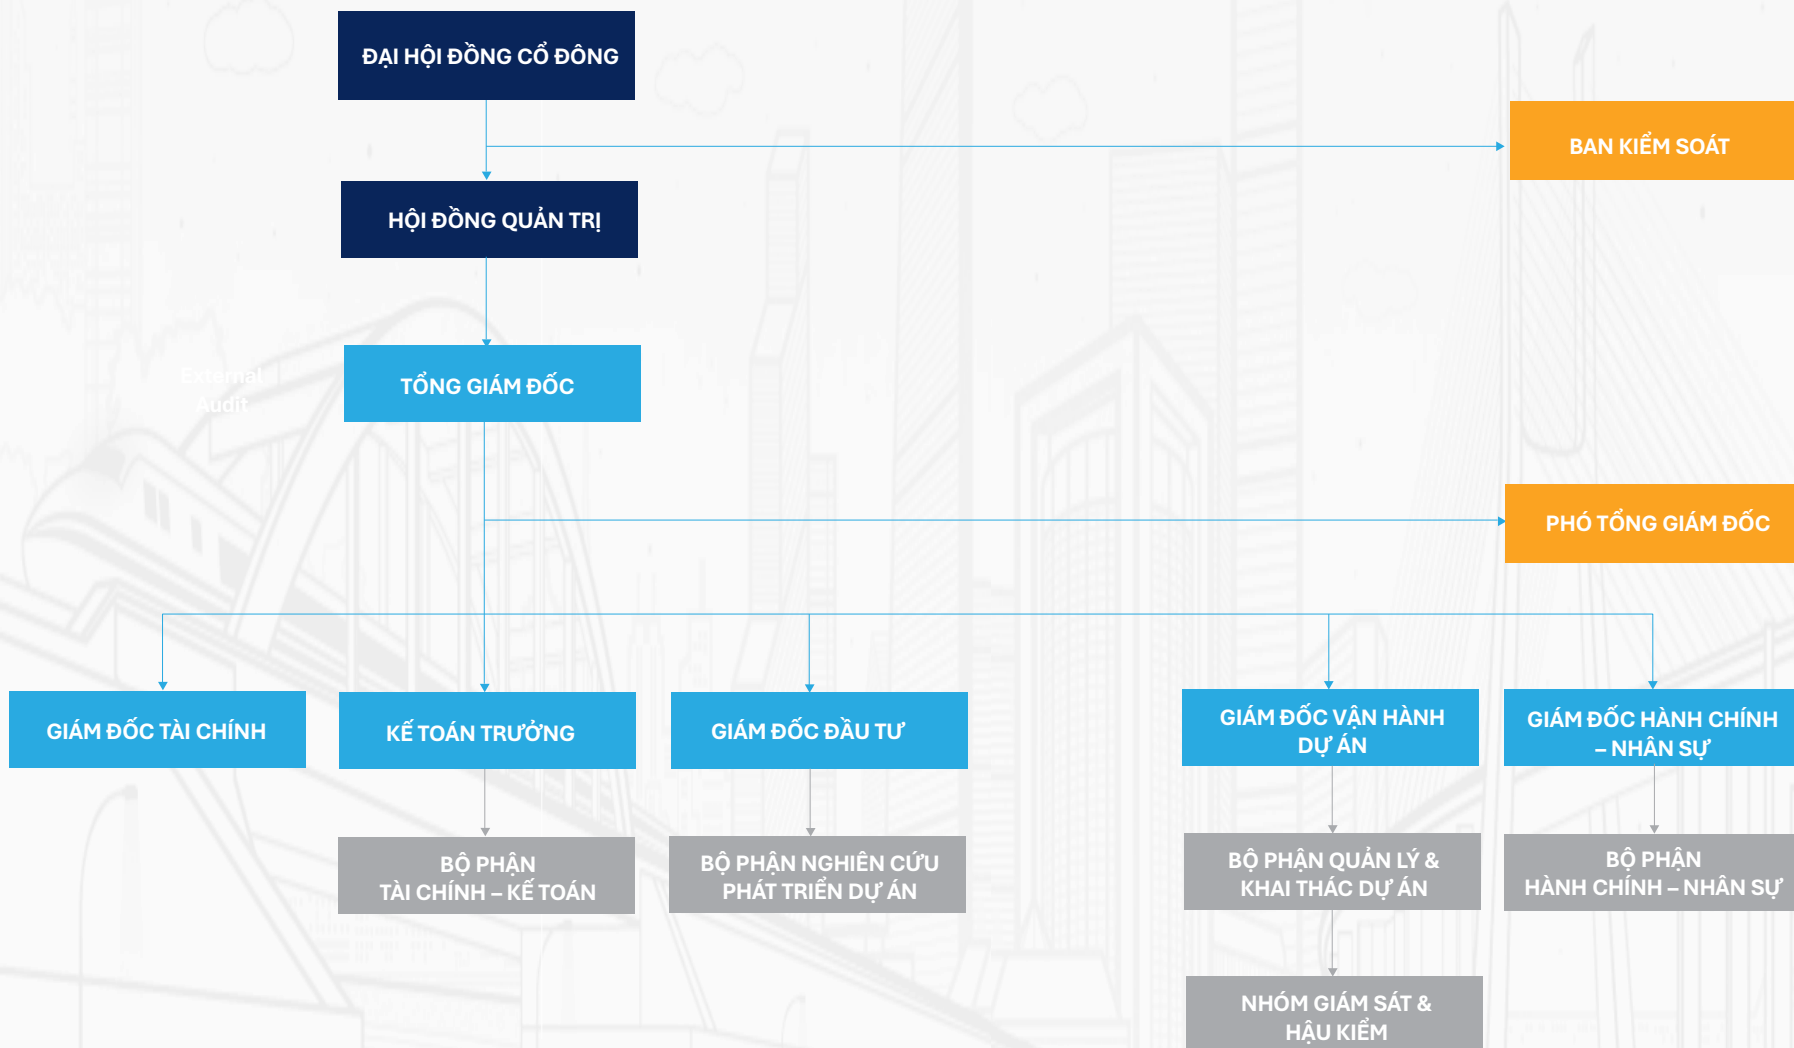 ĐẠI HỘI ĐỒNG CỔ ĐÔNG
BAN KIỂM SOÁT
HỘI ĐỒNG QUẢN TRỊ
External
Audit
TỔNG GIÁM ĐỐC
PHÓ TỔNG GIÁM ĐỐC
GIÁM ĐỐC TÀI CHÍNH
KẾ TOÁN TRƯỞNG
GIÁM ĐỐC ĐẦU TƯ
GIÁM ĐỐC VẬN HÀNH
DỰ ÁN
GIÁM ĐỐC HÀNH CHÍNH
– NHÂN SỰ
BỘ PHẬN
TÀI CHÍNH – KẾ TOÁN
BỘ PHẬN NGHIÊN CỨU
PHÁT TRIỂN DỰ ÁN
BỘ PHẬN QUẢN LÝ &
KHAI THÁC DỰ ÁN
BỘ PHẬN
HÀNH CHÍNH – NHÂN SỰ
NHÓM GIÁM SÁT &
HẬU KIỂM